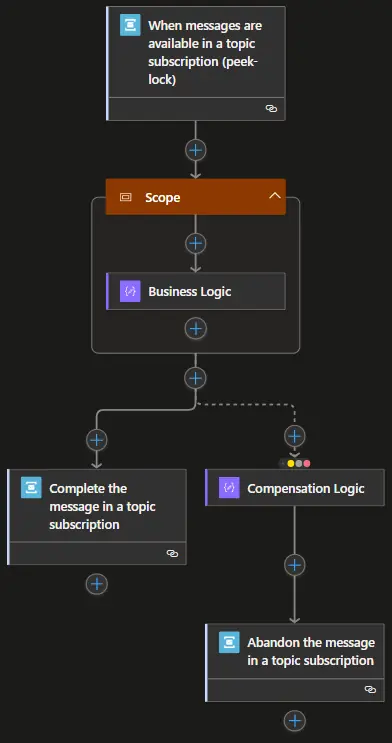 When messages are
available in a topic
subscription (peek-
lock)
Scope
Business Logic
Complete the
message in a topic
subscription
Compensation Logic
Abandon the message
in a topic subscription